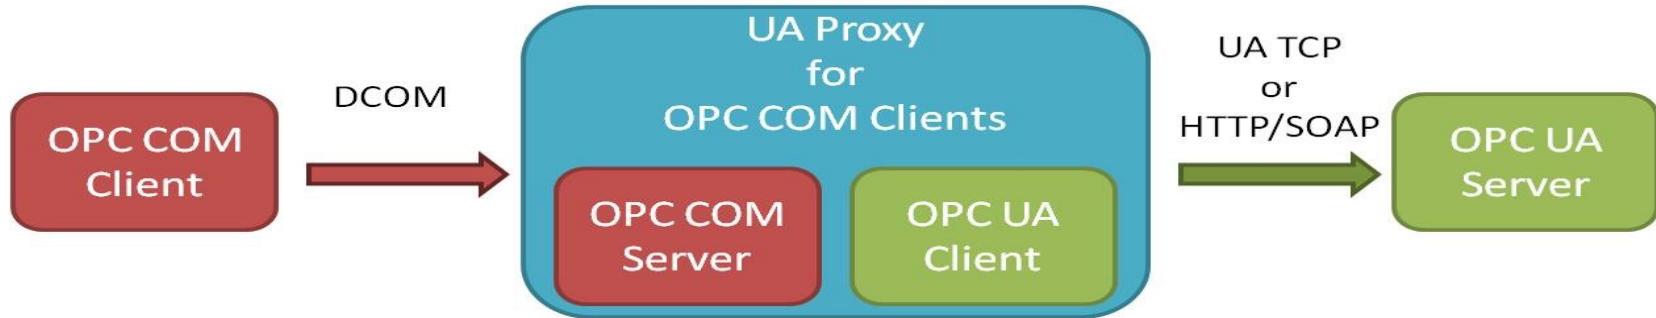 OPC COM
Client
DCOM
UA Proxy
for
OPC COM Clients
OPC COM
Server
OPC UA
Client
UA TCP
or
HTTP/SOAP
OPC UA
Server